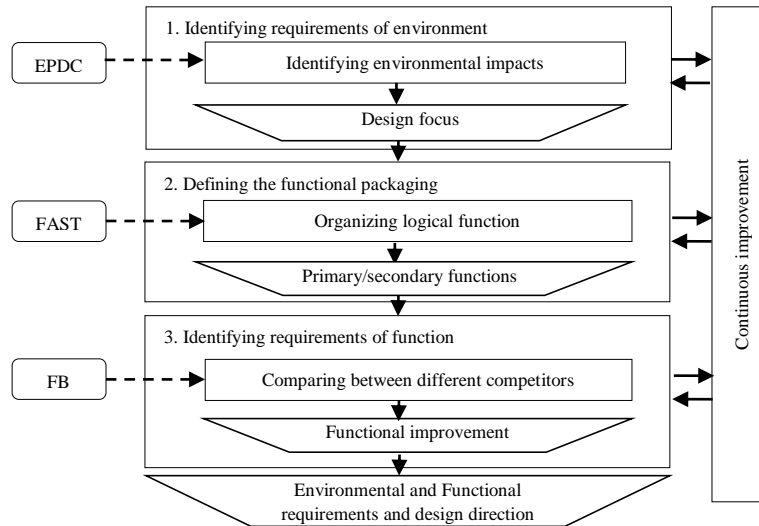 1. Identifying requirements of environment
EPDC
Identifying environmental impacts
Design focus
2. Defining the functional packaging
FAST
Organizing logical function
Primary/secondary functions
3. Identifying requirements of function
FB
Comparing between different competitors
Functional improvement
Environmental and Functional
requirements and design direction
Continuous improvement